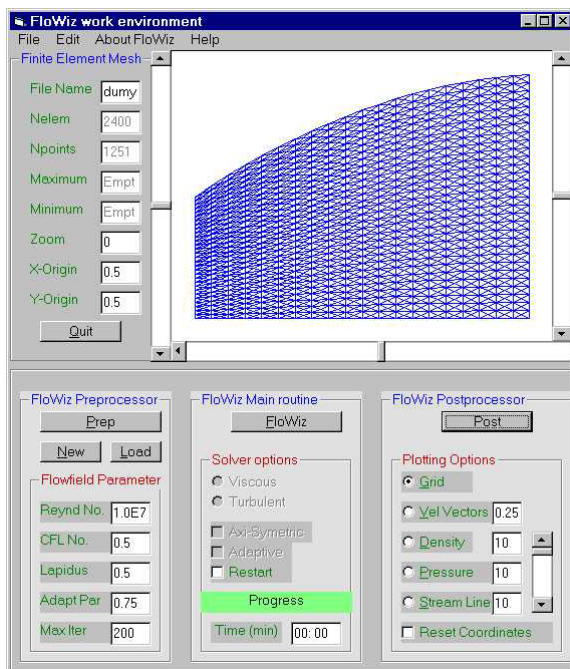 FloWiz work environment
File Edit About FloWiz Help
Finite Element Mesh
File Name dumy
Nelem 2400
Npoints 1251
Maximum Empt
Minimum Empt
Zoom 0
X-Origin 0.5
Y-Origin 0.5
Quit
FloWiz Preprocessor
Prep
New Load
Flowfield Parameter
Reynd No. 1.0E7
CFL No. 0.5
Lapidus 0.5
Adapt Par 0.75
Max Iter 200
FloWiz Main routine
FloWiz
Solver options
Viscous
Turbulent
Axi-Symetric
Adaptive
Restart
Progress
Time (min) 00:00
FloWiz Postprocessor
Post
Plotting Options
Grid
Vel Vectors 0.25
Density 10
Pressure 10
Stream Line 10
Reset Coordinates